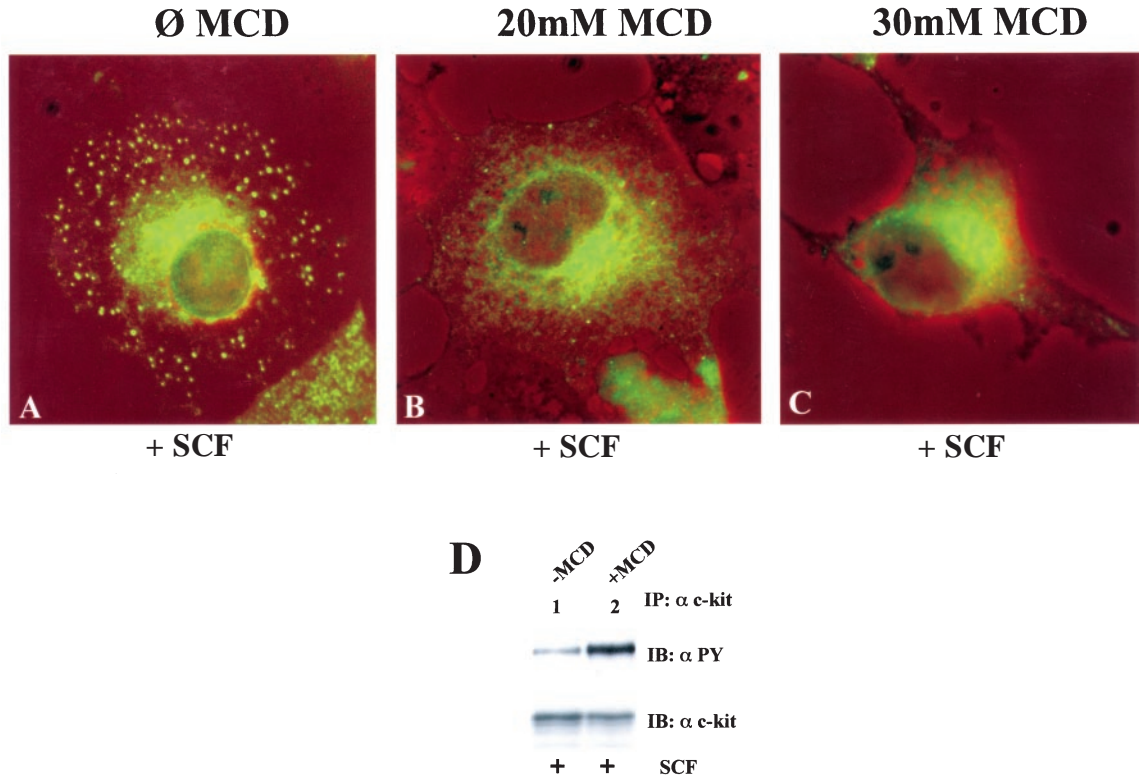 Ø MCD 20mM MCD 30mM MCD
A B C
+ SCF + SCF + SCF
D -MCD +MCD
1 2 IP: α c-kit
IB: α PY
IB: α c-kit
+ + SCF